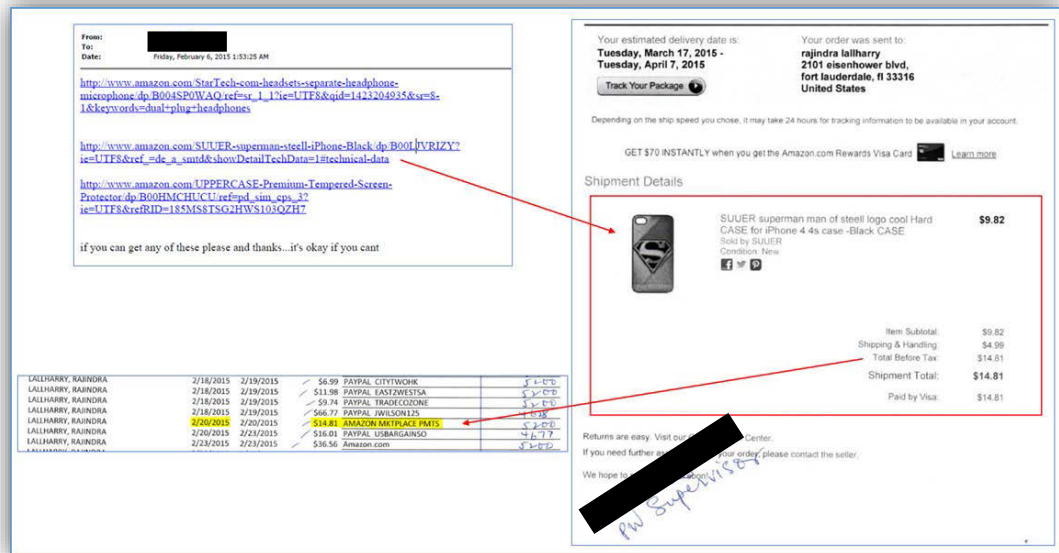 From:
To:
Date: Friday, February 6, 2015 1:53:25 AM
http://www.amazon.com/StarTech-com-headsets-separate-headphone-
microphone/dp/B004SP0WAQ/ref=sr_1_1?ie=UTF8&qid=1423204935&sr=8-
1&keywords=dual+plug+headphones
http://www.amazon.com/SUUER-superman-steell-iPhone-Black/dp/B00LJVRIZY?
ie=UTF8&ref_=de_a_smtd&showDetailTechData=1#technical-data
http://www.amazon.com/UPPERCASE-Premium-Tempered-Screen-
Protector/dp/B00HMCHUCU/ref=pd_sim_cps_3?
ie=UTF8&refRID=185MS8TSG2HWS103QZH7
if you can get any of these please and thanks...it's okay if you cant
LALLHARRY, RAJINDRA 2/18/2015 2/19/2015 $6.99 PAYPAL CITYTWOHK 5200
LALLHARRY, RAJINDRA 2/18/2015 2/19/2015 $11.98 PAYPAL EASTZWESTSA 5200
LALLHARRY, RAJINDRA 2/18/2015 2/19/2015 $9.74 PAYPAL TRADECOZONE 5200
LALLHARRY, RAJINDRA 2/18/2015 2/19/2015 $66.77 PAYPAL JWILSON125
LALLHARRY, RAJINDRA 2/20/2015 2/20/2015 $14.81 AMAZON MKTPLACE PMTS 5200
LALLHARRY, RAJINDRA 2/20/2015 2/23/2015 $16.01 PAYPAL USBARGAINSO 4677
LALLHARRY, RAJINDRA 2/23/2015 2/23/2015 $36.56 Amazon.com 5200
Your estimated delivery date is:
Tuesday, March 17, 2015 -
Tuesday, April 7, 2015
Track Your Package
Your order was sent to:
rajindra lallharry
2101 eisenhower blvd,
fort lauderdale, fl 33316
United States
Depending on the ship speed you chose, it may take 24 hours for tracking information to be available in your account.
GET $70 INSTANTLY when you get the Amazon.com Rewards Visa Card Learn more
Shipment Details
SUUER superman man of steell logo cool Hard $9.82
CASE for iPhone 4 4s case -Black CASE
Sold by SUUER
Condition: New
Item Subtotal: $9.82
Shipping & Handling: $4.99
Total Before Tax: $14.81
Shipment Total: $14.81
Paid by Visa: $14.81
Returns are easy. Visit our Center.
If you need further your order, please contact the seller.
We hope to
PW Supervisor